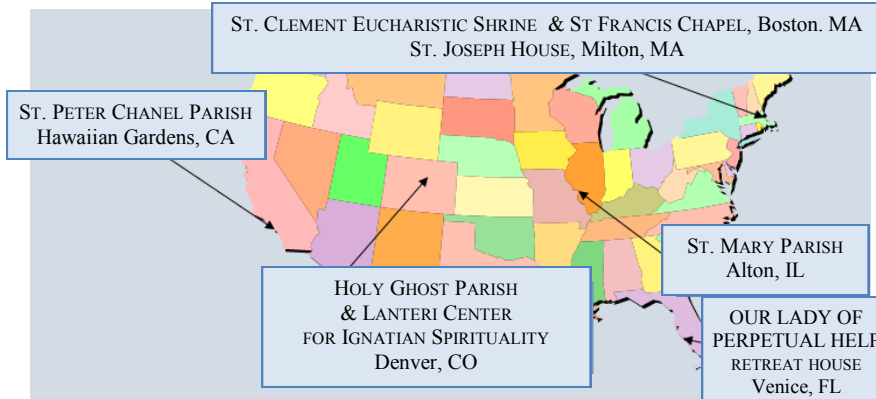 ST. CLEMENT EUCHARISTIC SHRINE & ST FRANCIS CHAPEL, Boston. MA
ST. JOSEPH HOUSE, Milton, MA
ST. PETER CHANEL PARISH
Hawaiian Gardens, CA
ST. MARY PARISH
Alton, IL
HOLY GHOST PARISH
& LANTERI CENTER
FOR IGNATIAN SPIRITUALITY
Denver, CO
OUR LADY OF
PERPETUAL HELP
RETREAT HOUSE
Venice, FL